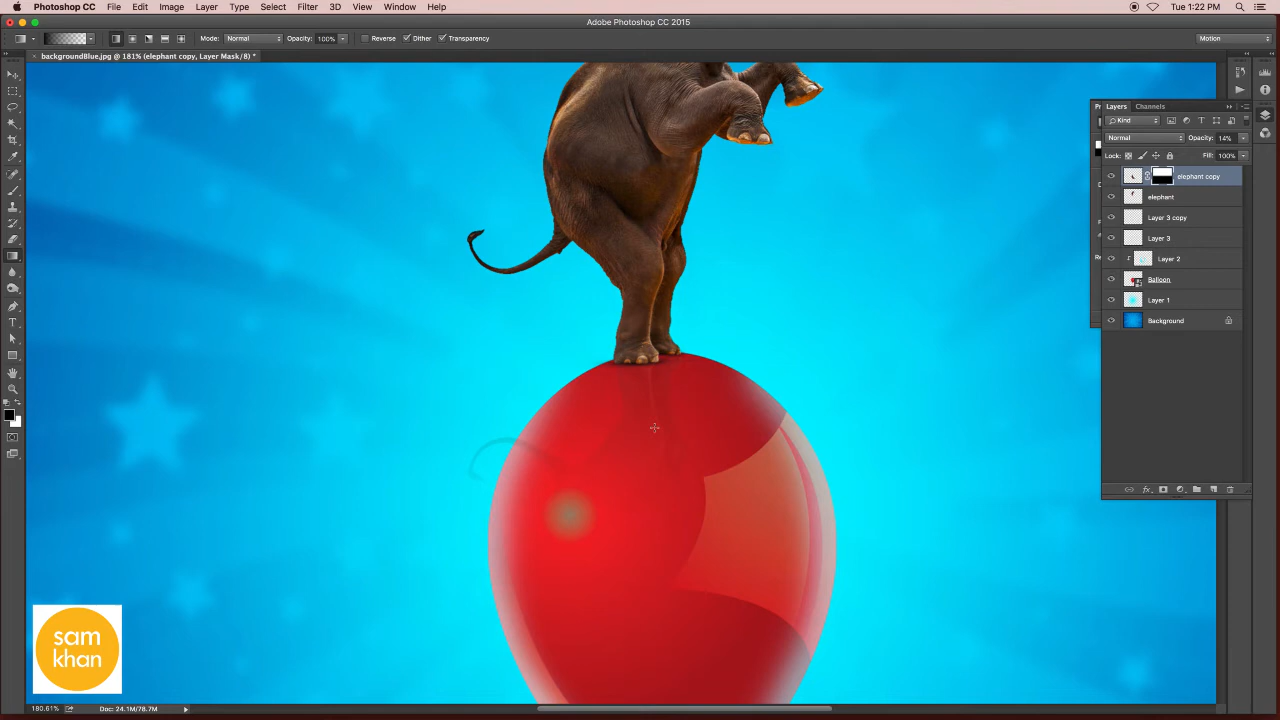 Photoshop CC File Edit Image Layer Type Select Filter 3D View Window Help Tue 1:22 PM
Adobe Photoshop CC 2015
Mode: Normal Opacity: 100% Reverse Dither Transparency Motion
× backgroundBlue.jpg @ 181% (elephant copy, Layer Mask/8) *
Layers Channels
Kind
Normal Opacity: 14%
Lock: Fill: 100%
elephant copy
elephant
Layer 3 copy
Layer 3
Layer 2
Balloon
Layer 1
Background
fx
sam
khan
180.61% Doc: 24.1M/78.7M